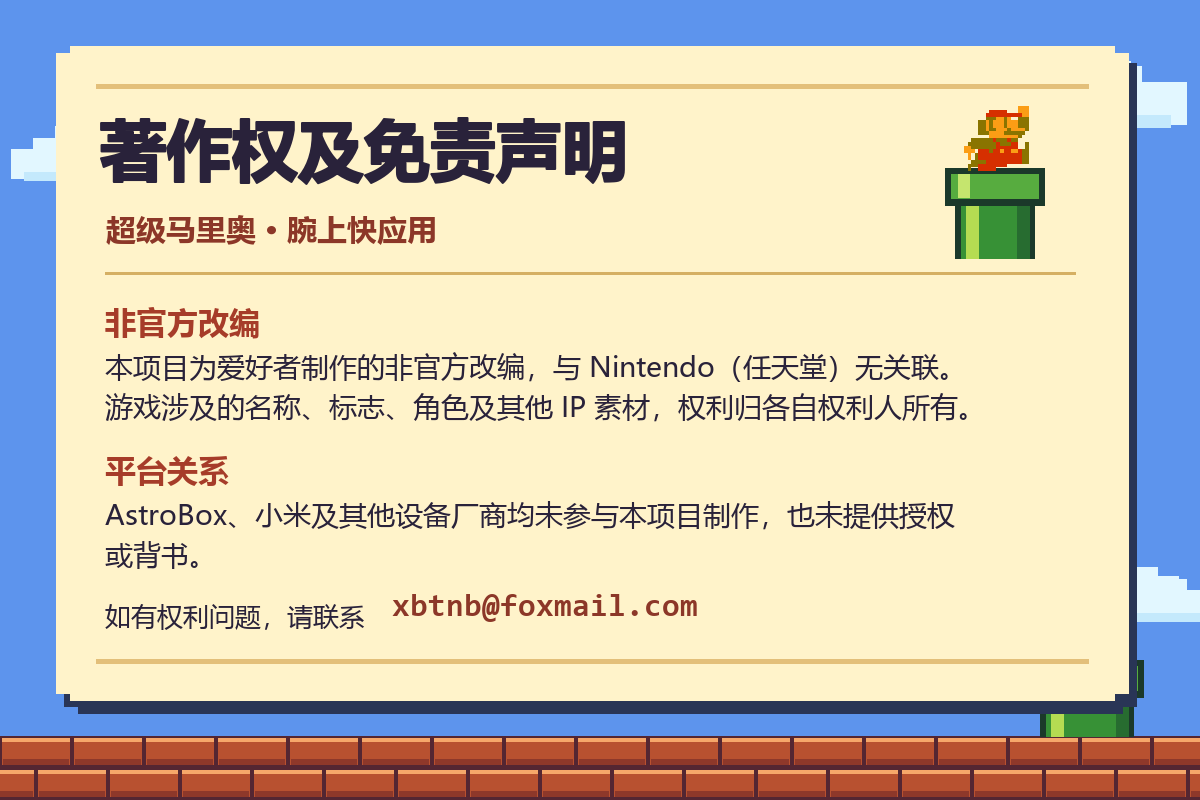 著作权及免责声明
超级马里奥 • 腕上快应用
非官方改编
本项目为爱好者制作的非官方改编，与 Nintendo（任天堂）无关联。
游戏涉及的名称、标志、角色及其他 IP 素材，权利归各自权利人所有。
平台关系
AstroBox、小米及其他设备厂商均未参与本项目制作，也未提供授权
或背书。
如有权利问题，请联系 xbtnb@foxmail.com